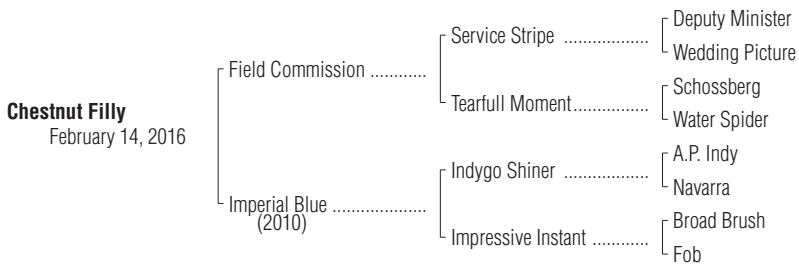 Deputy Minister
Service Stripe ..................
Wedding Picture
Field Commission ............
Schossberg
Tearfull Moment................
Water Spider
Chestnut Filly
February 14, 2016
A.P. Indy
Indygo Shiner ..................
Navarra
Imperial Blue ....................
(2010)
Broad Brush
Impressive Instant ............
Fob